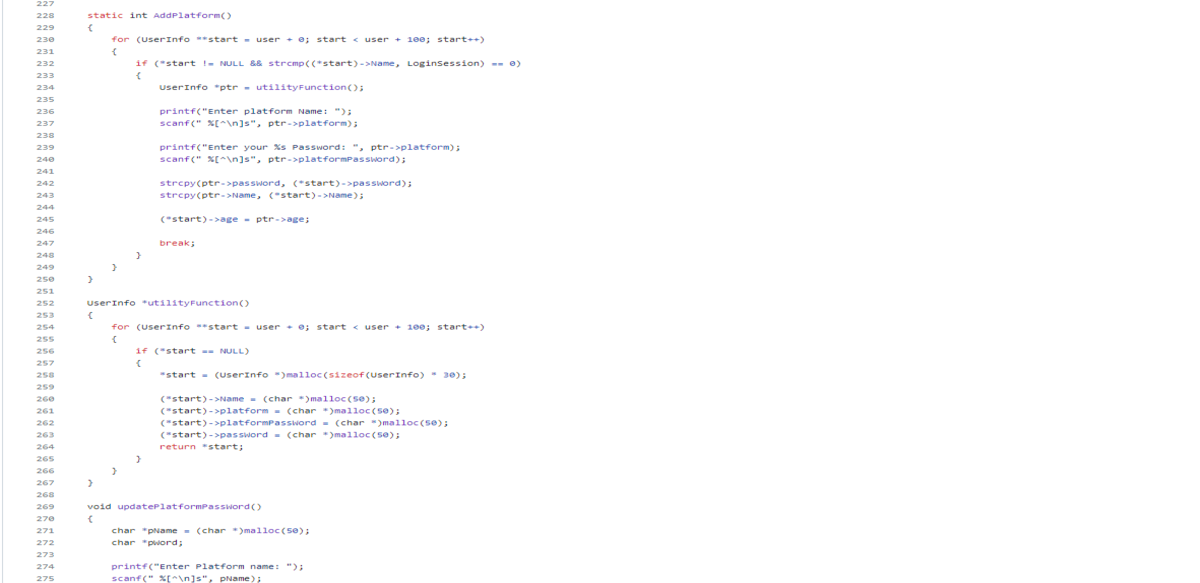 227
228 static int AddPlatform()
229 {
230 for (UserInfo **start = user + 0; start < user + 100; start++)
231 {
232 if (*start != NULL && strcmp((*start)->Name, LoginSession) == 0)
233 {
234 UserInfo *ptr = utilityFunction();
235
236 printf("Enter platform Name: ");
237 scanf(" %[^\n]s", ptr->platform);
238
239 printf("Enter your %s Password: ", ptr->platform);
240 scanf(" %[^\n]s", ptr->platformPassword);
241
242 strcpy(ptr->password, (*start)->password);
243 strcpy(ptr->Name, (*start)->Name);
244
245 (*start)->age = ptr->age;
246
247 break;
248 }
249 }
250 }
251
252 UserInfo *utilityFunction()
253 {
254 for (UserInfo **start = user + 0; start < user + 100; start++)
255 {
256 if (*start == NULL)
257 {
258 *start = (UserInfo *)malloc(sizeof(UserInfo) * 30);
259
260 (*start)->Name = (char *)malloc(50);
261 (*start)->platform = (char *)malloc(50);
262 (*start)->platformPassword = (char *)malloc(50);
263 (*start)->password = (char *)malloc(50);
264 return *start;
265 }
266 }
267 }
268
269 void updatePlatformPassword()
270 {
271 char *pName = (char *)malloc(50);
272 char *pWord;
273
274 printf("Enter Platform name: ");
275 scanf(" %[^\n]s", pName);